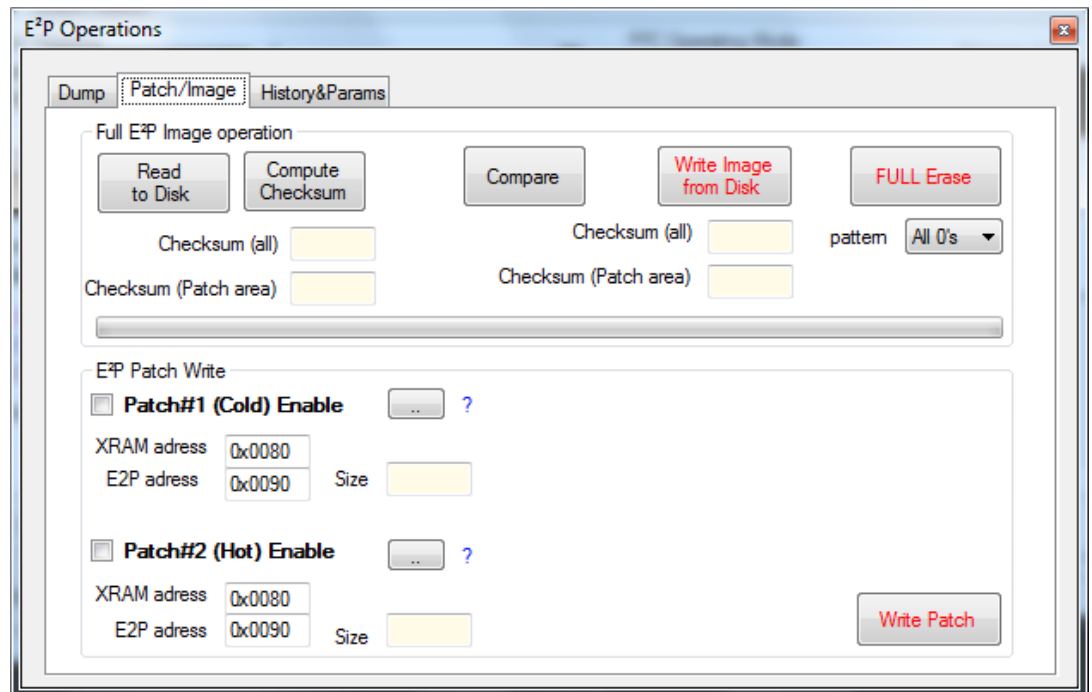 E²P Operations
Dump Patch/Image History&Params
Full E²P Image operation
Read to Disk
Compute Checksum
Compare
Write Image from Disk
FULL Erase
Checksum (all)
Checksum (all)
pattern All 0's
Checksum (Patch area)
Checksum (Patch area)
E²P Patch Write
Patch#1 (Cold) Enable .. ?
XRAM adress 0x0080
E2P adress 0x0090 Size
Patch#2 (Hot) Enable .. ?
XRAM adress 0x0080
E2P adress 0x0090 Size
Write Patch